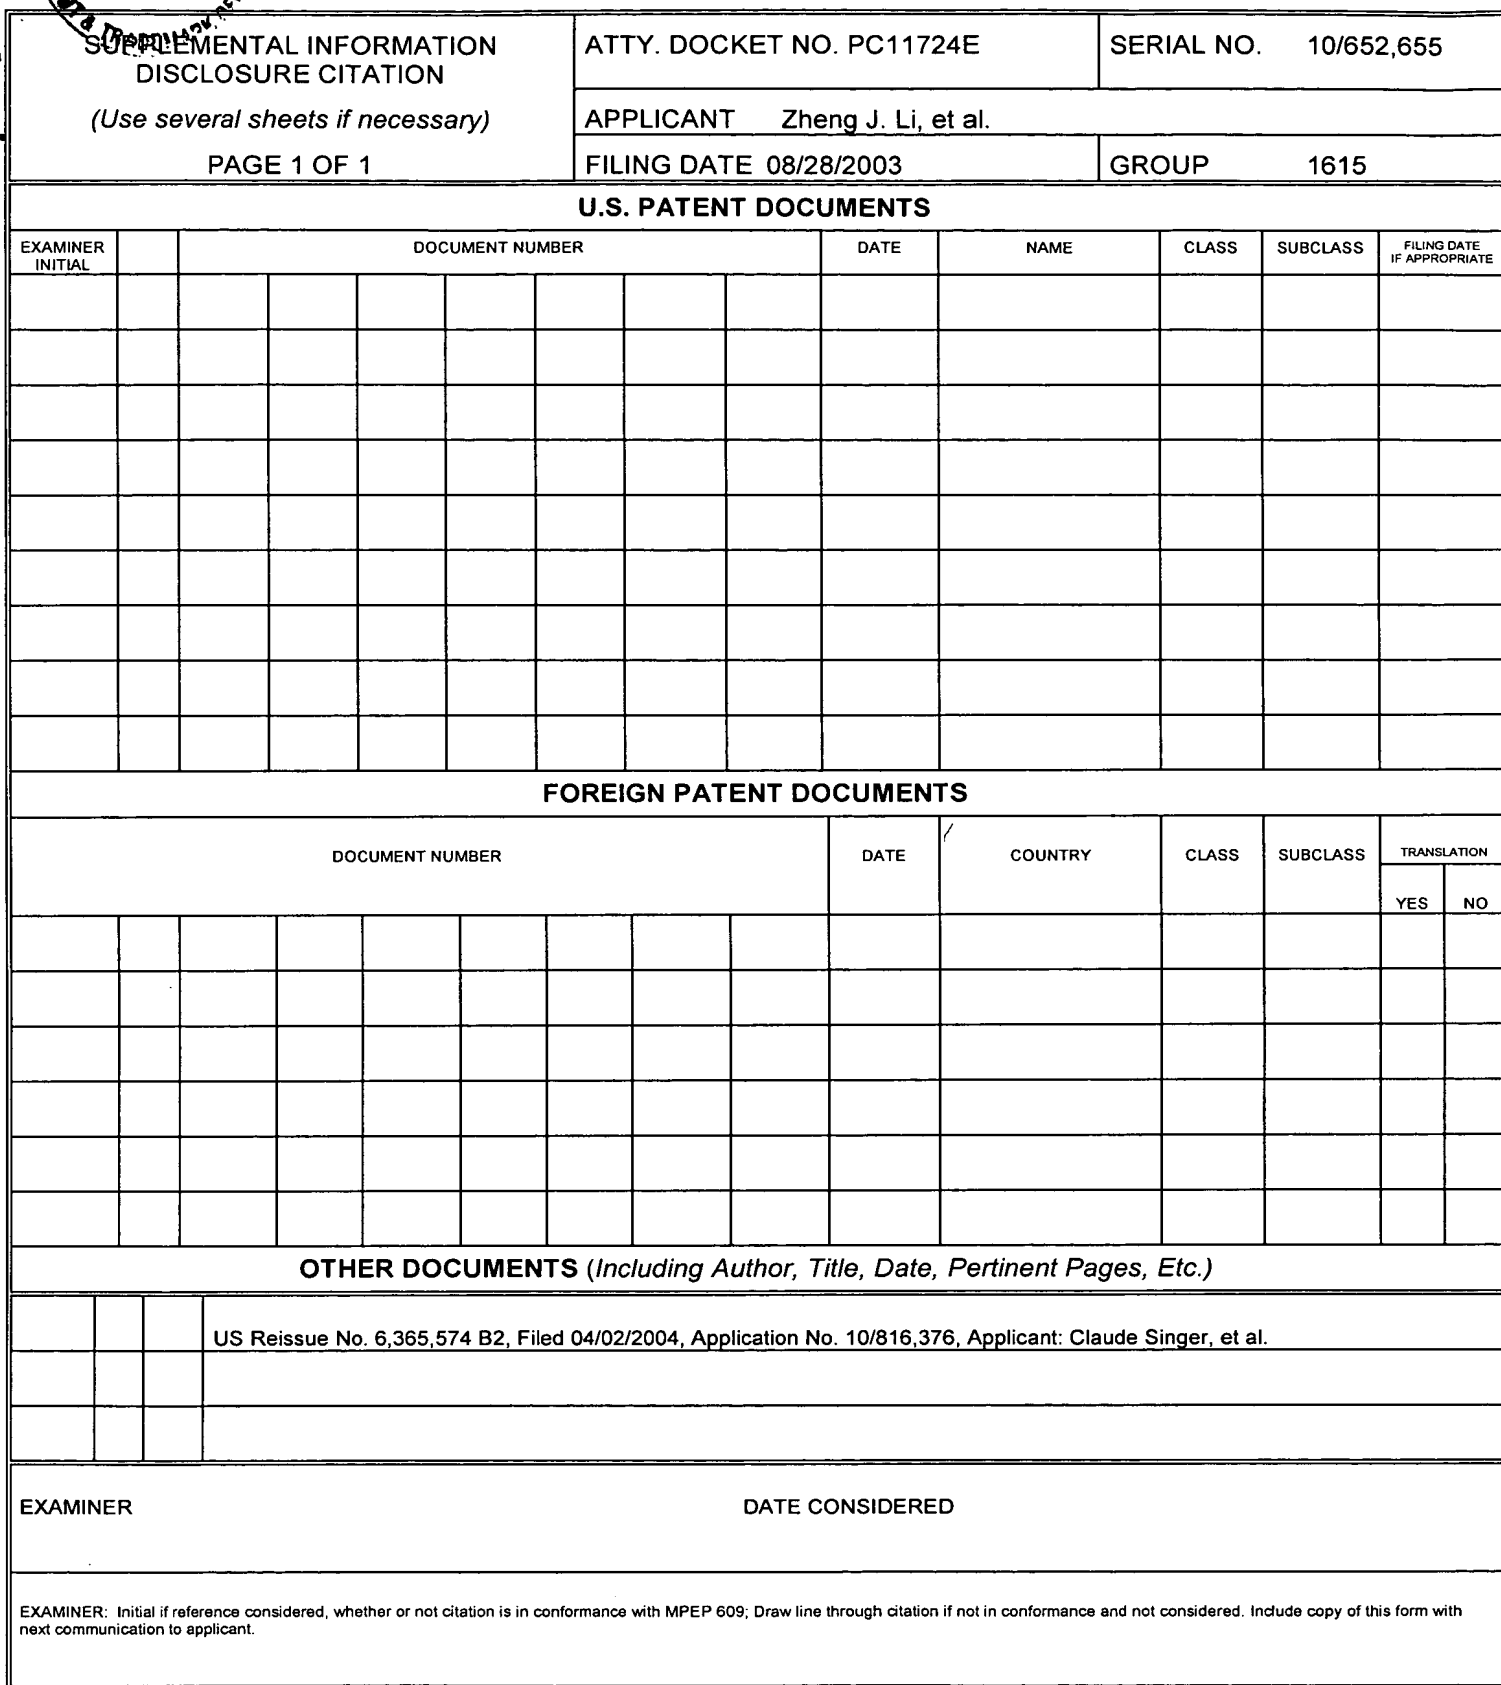 & TRADEMARK
SUPPLEMENTAL INFORMATION
DISCLOSURE CITATION
(Use several sheets if necessary)
PAGE 1 OF 1
ATTY. DOCKET NO. PC11724E
SERIAL NO. 10/652,655
APPLICANT Zheng J. Li, et al.
FILING DATE 08/28/2003
GROUP 1615
U.S. PATENT DOCUMENTS
EXAMINER
INITIAL
DOCUMENT NUMBER
DATE
NAME
CLASS
SUBCLASS
FILING DATE
IF APPROPRIATE
FOREIGN PATENT DOCUMENTS
DOCUMENT NUMBER
DATE
COUNTRY
CLASS
SUBCLASS
TRANSLATION
YES
NO
OTHER DOCUMENTS (Including Author, Title, Date, Pertinent Pages, Etc.)
US Reissue No. 6,365,574 B2, Filed 04/02/2004, Application No. 10/816,376, Applicant: Claude Singer, et al.
EXAMINER
DATE CONSIDERED
EXAMINER: Initial if reference considered, whether or not citation is in conformance with MPEP 609; Draw line through citation if not in conformance and not considered. Include copy of this form with
next communication to applicant.